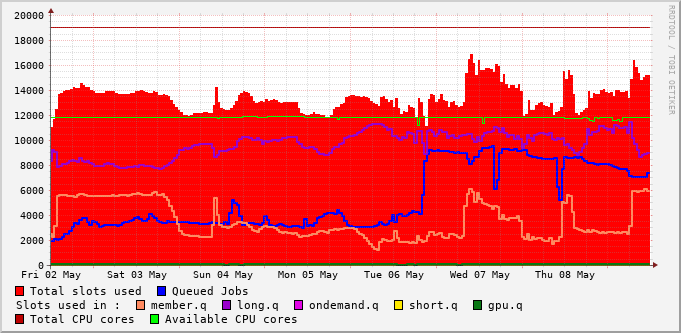 20000
18000
16000
14000
12000
10000
8000
6000
4000
2000
0
Fri 02 May Sat 03 May Sun 04 May Mon 05 May Tue 06 May Wed 07 May Thu 08 May
Total slots used Queued Jobs
Slots used in : member.q long.q ondemand.q short.q gpu.q
Total CPU cores Available CPU cores
RRDTOOL / TOBI OETIKER